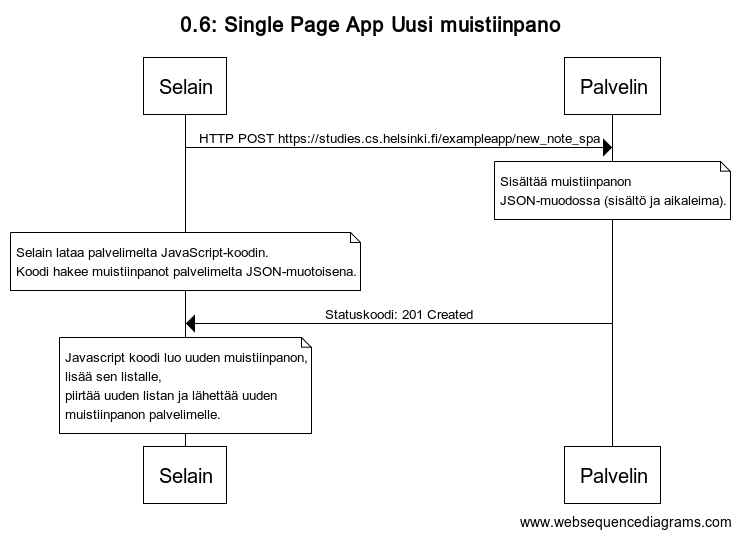 0.6: Single Page App Uusi muistiinpano
Selain
Palvelin
HTTP POST https://studies.cs.helsinki.fi/exampleapp/new_note_spa
Sisältää muistiinpanon
JSON-muodossa (sisältö ja aikaleima).
Selain lataa palvelimelta JavaScript-koodin.
Koodi hakee muistiinpanot palvelimelta JSON-muotoisena.
Statuskoodi: 201 Created
Javascript koodi luo uuden muistiinpanon,
lisää sen listalle,
piirtää uuden listan ja lähettää uuden
muistiinpanon palvelimelle.
Selain
Palvelin
www.websequencediagrams.com